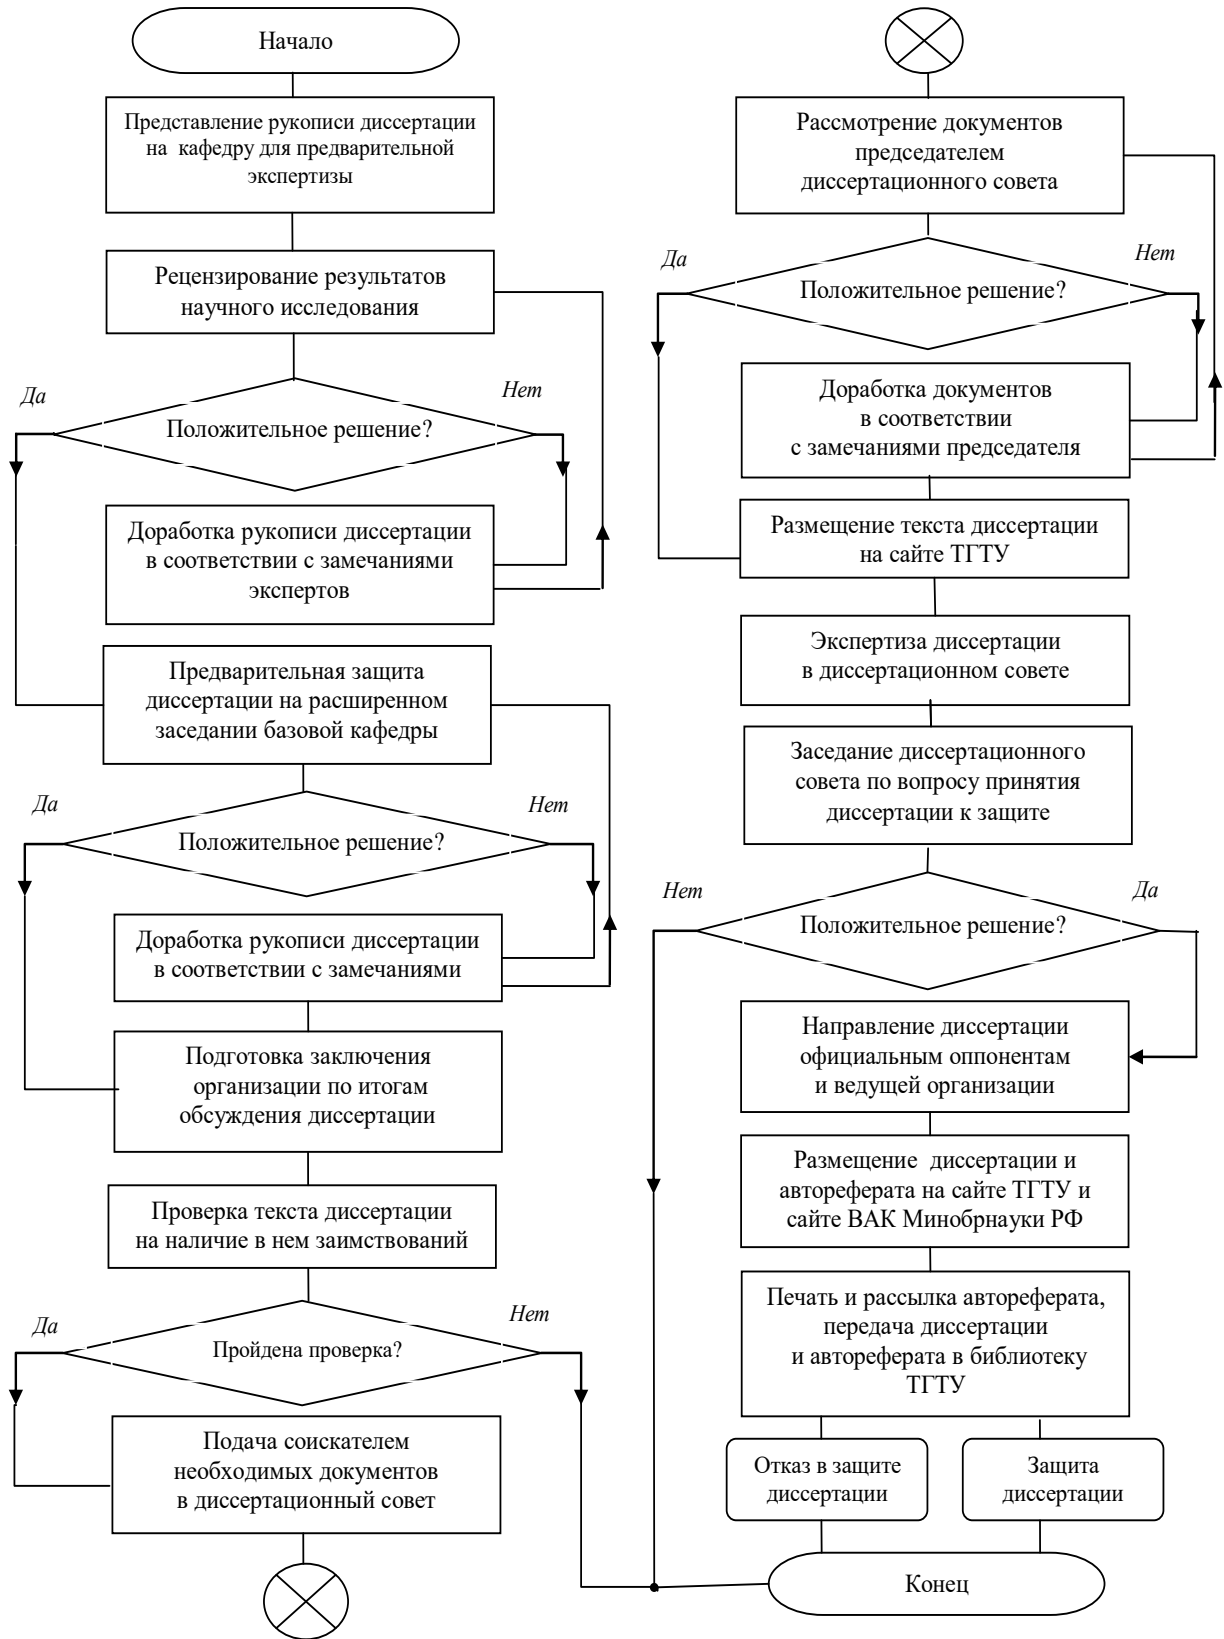 Начало
Представление рукописи диссертации
на кафедру для предварительной
экспертизы
Рецензирование результатов
научного исследования
Да
Нет
Положительное решение?
Доработка рукописи диссертации
в соответствии с замечаниями
экспертов
Предварительная защита
диссертации на расширенном
заседании базовой кафедры
Да
Нет
Положительное решение?
Доработка рукописи диссертации
в соответствии с замечаниями
Подготовка заключения
организации по итогам
обсуждения диссертации
Проверка текста диссертации
на наличие в нем заимствований
Да
Нет
Пройдена проверка?
Подача соискателем
необходимых документов
в диссертационный совет
Рассмотрение документов
председателем
диссертационного совета
Да
Нет
Положительное решение?
Доработка документов
в соответствии
с замечаниями председателя
Размещение текста диссертации
на сайте ТГТУ
Экспертиза диссертации
в диссертационном совете
Заседание диссертационного
совета по вопросу принятия
диссертации к защите
Нет
Да
Положительное решение?
Направление диссертации
официальным оппонентам
и ведущей организации
Размещение диссертации и
автореферата на сайте ТГТУ и
сайте ВАК Минобрнауки РФ
Печать и рассылка автореферата,
передача диссертации
и автореферата в библиотеку
ТГТУ
Отказ в защите
диссертации
Защита
диссертации
Конец